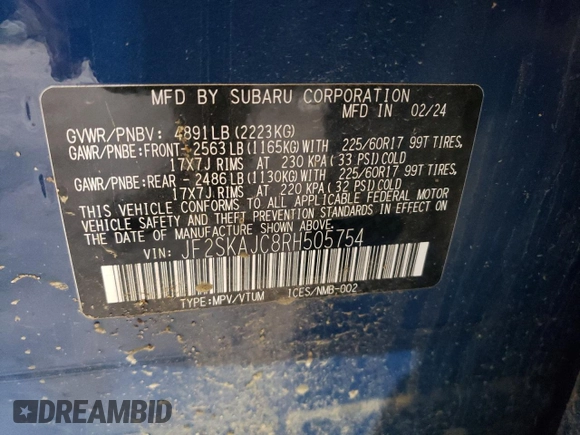 MFD BY SUBARU CORPORATION
MFD IN 02/24
GVWR/PNBV: 4891LB(2223KG)
GAWR/PNBE:FRONT-2563LB(1165KG)WITH 225/60R17 99T TIRES,
17X7J RIMS AT 230 KPA(33 PSI)COLD
GAWR/PNBE:REAR -2486LB(1130KG)WITH 225/60R17 99T TIRES,
17X7J RIMS AT 220 KPA(32 PSI)COLD
THIS VEHICLE CONFORMS TO ALL APPLICABLE FEDERAL MOTOR
VEHICLE SAFETY AND THEFT PREVENTION STANDARDS IN EFFECT
ON THE DATE OF MANUFACTURE SHOWN ABOVE.
VIN: JF2SKAJC8RH505754
TYPE:MPV/VTUM ICES/NMB-002
DREAMBID